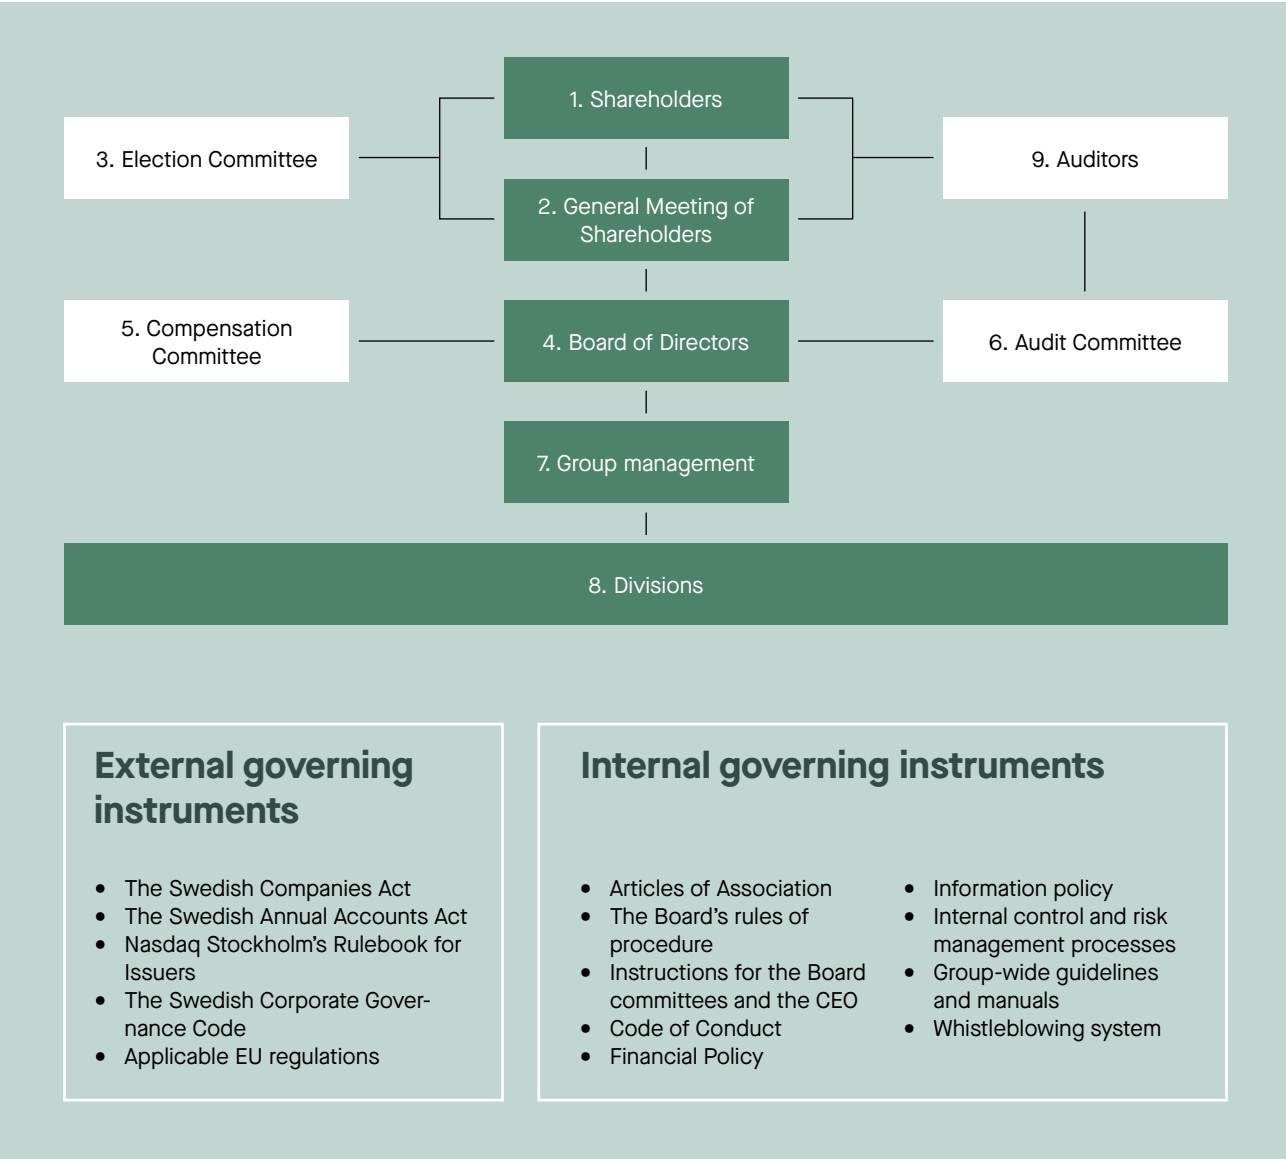 1. Shareholders
3. Election Committee
9. Auditors
2. General Meeting of
Shareholders
5. Compensation
Committee
4. Board of Directors
6. Audit Committee
7. Group management
8. Divisions
External governing
instruments
• The Swedish Companies Act
• The Swedish Annual Accounts Act
• Nasdaq Stockholm’s Rulebook for
Issuers
• The Swedish Corporate Gover-
nance Code
• Applicable EU regulations
Internal governing instruments
• Articles of Association
• The Board’s rules of
procedure
• Instructions for the Board
committees and the CEO
• Code of Conduct
• Financial Policy
• Information policy
• Internal control and risk
management processes
• Group-wide guidelines
and manuals
• Whistleblowing system